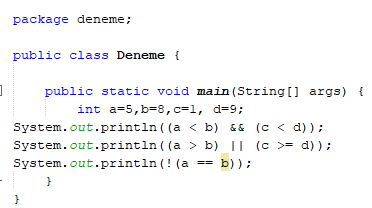 package deneme;
public class Deneme {
public static void main(String[] args) {
int a=5,b=8,c=1, d=9;
System.out.println((a < b) && (c < d));
System.out.println((a > b) || (c >= d));
System.out.println(!(a == b));
}
}